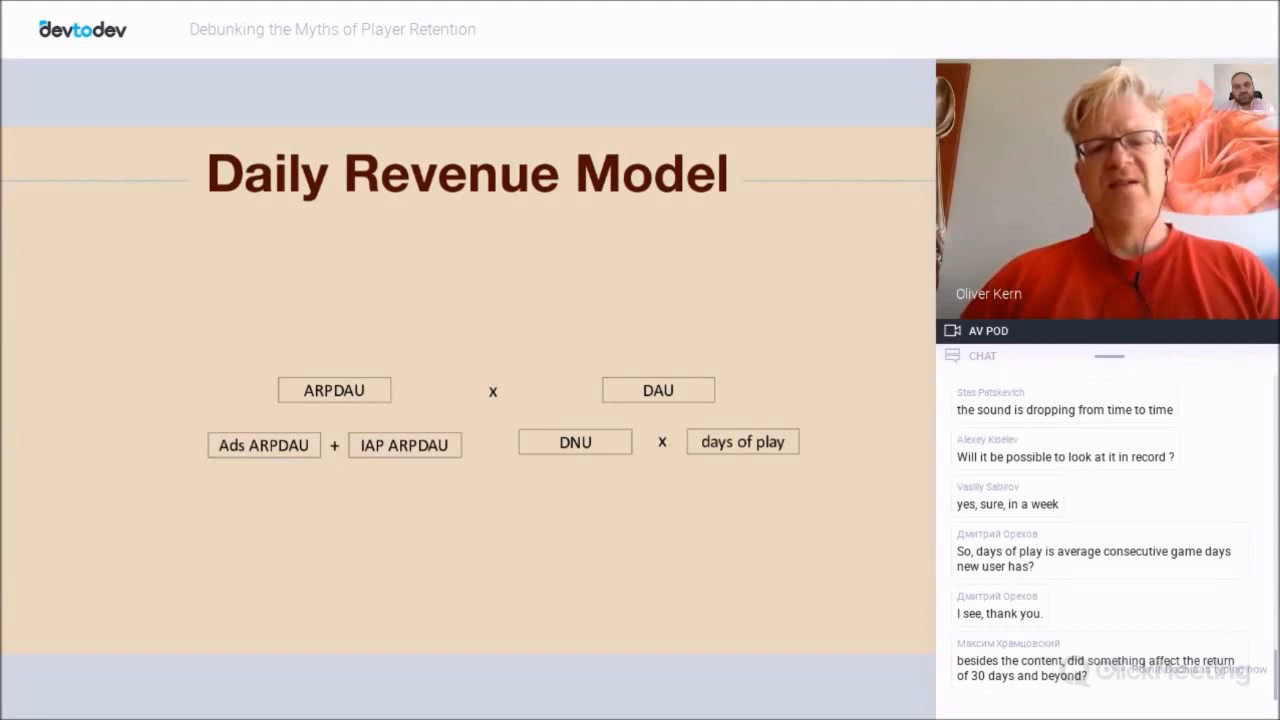 devtodev
Debunking the Myths of Player Retention
Daily Revenue Model
ARPDAU x DAU
Ads ARPDAU + IAP ARPDAU DNU x days of play
Oliver Kern
AV POD
CHAT
Stas Patskevich
the sound is dropping from time to time
Alexey Kiselev
Will it be possible to look at it in record ?
Vasiliy Sabirov
yes, sure, in a week
Дмитрий Орехов
So, days of play is average consecutive game days
new user has?
Дмитрий Орехов
I see, thank you.
Максим Храмцовский
besides the content, did something affect the return
of 30 days and beyond?
ClickMeeting
is typing now